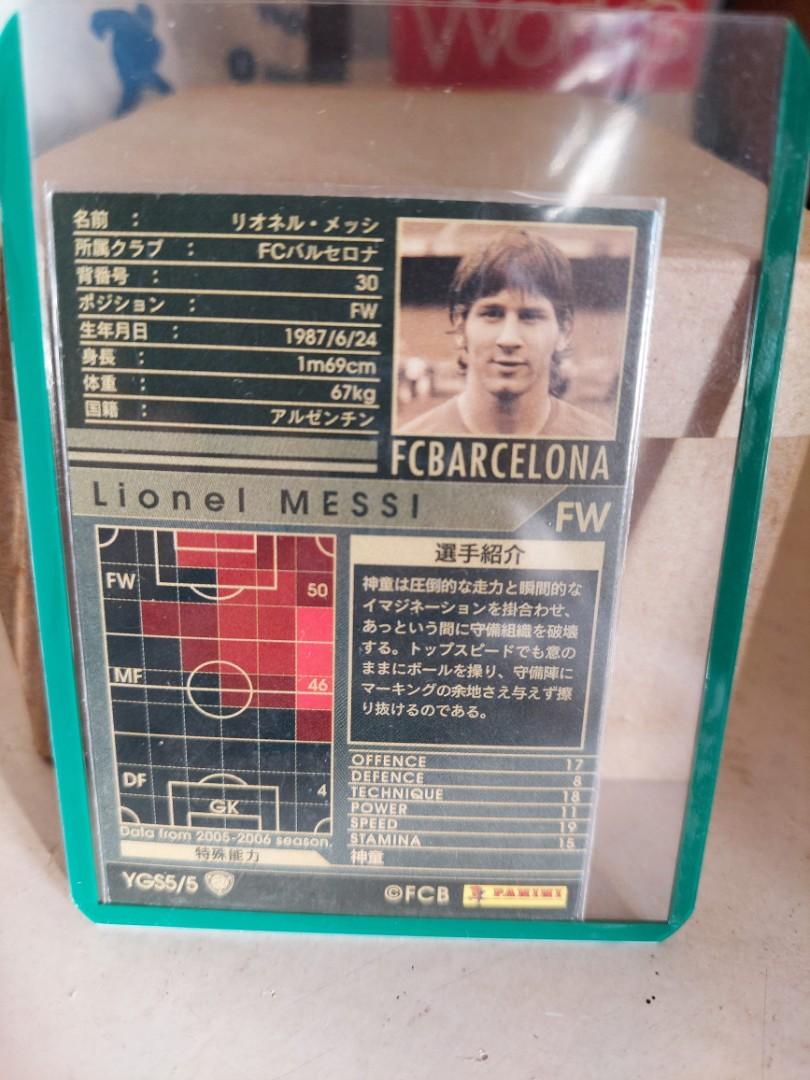 Works
名前 : リオネル・メッシ
所属クラブ : FCバルセロナ
背番号 : 30
ポジション : FW
生年月日 : 1987/6/24
身長 : 1m69cm
体重 : 67kg
国籍 : アルゼンチン
FCBARCELONA
Lionel MESSI
FW
FW
50
MF
46
DF
4
GK
Data from 2005-2006 season.
選手紹介
神童は圧倒的な走力と瞬間的な
イマジネーションを掛合わせ、
あっという間に守備組織を破壊
する。トップスピードでも意の
ままにボールを操り、守備陣に
マーキングの余地さえ与えず擦
り抜けるのである。
OFFENCE 17
DEFENCE 8
TECHNIQUE 18
POWER 11
SPEED 19
STAMINA 15
特殊能力 神童
YGS5/5
©FCB PANINI